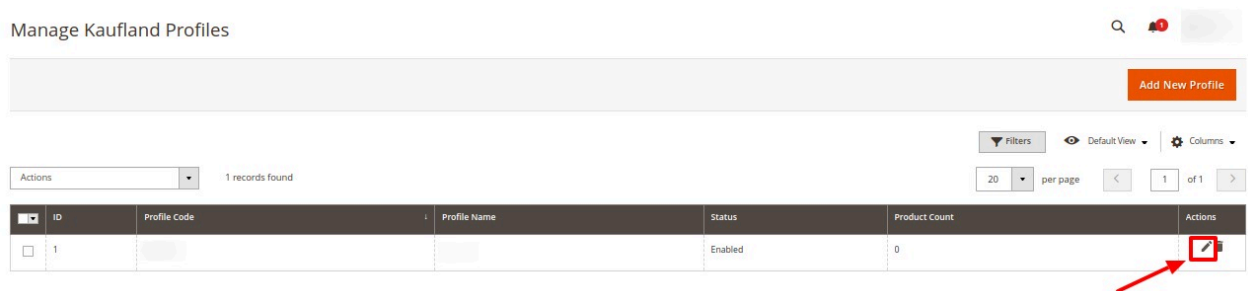 Manage Kaufland Profiles
1
Add New Profile
Filters
Default View
Columns
Actions
1 records found
20
per page
1
of 1
ID
Profile Code
Profile Name
Status
Product Count
Actions
1
Enabled
0